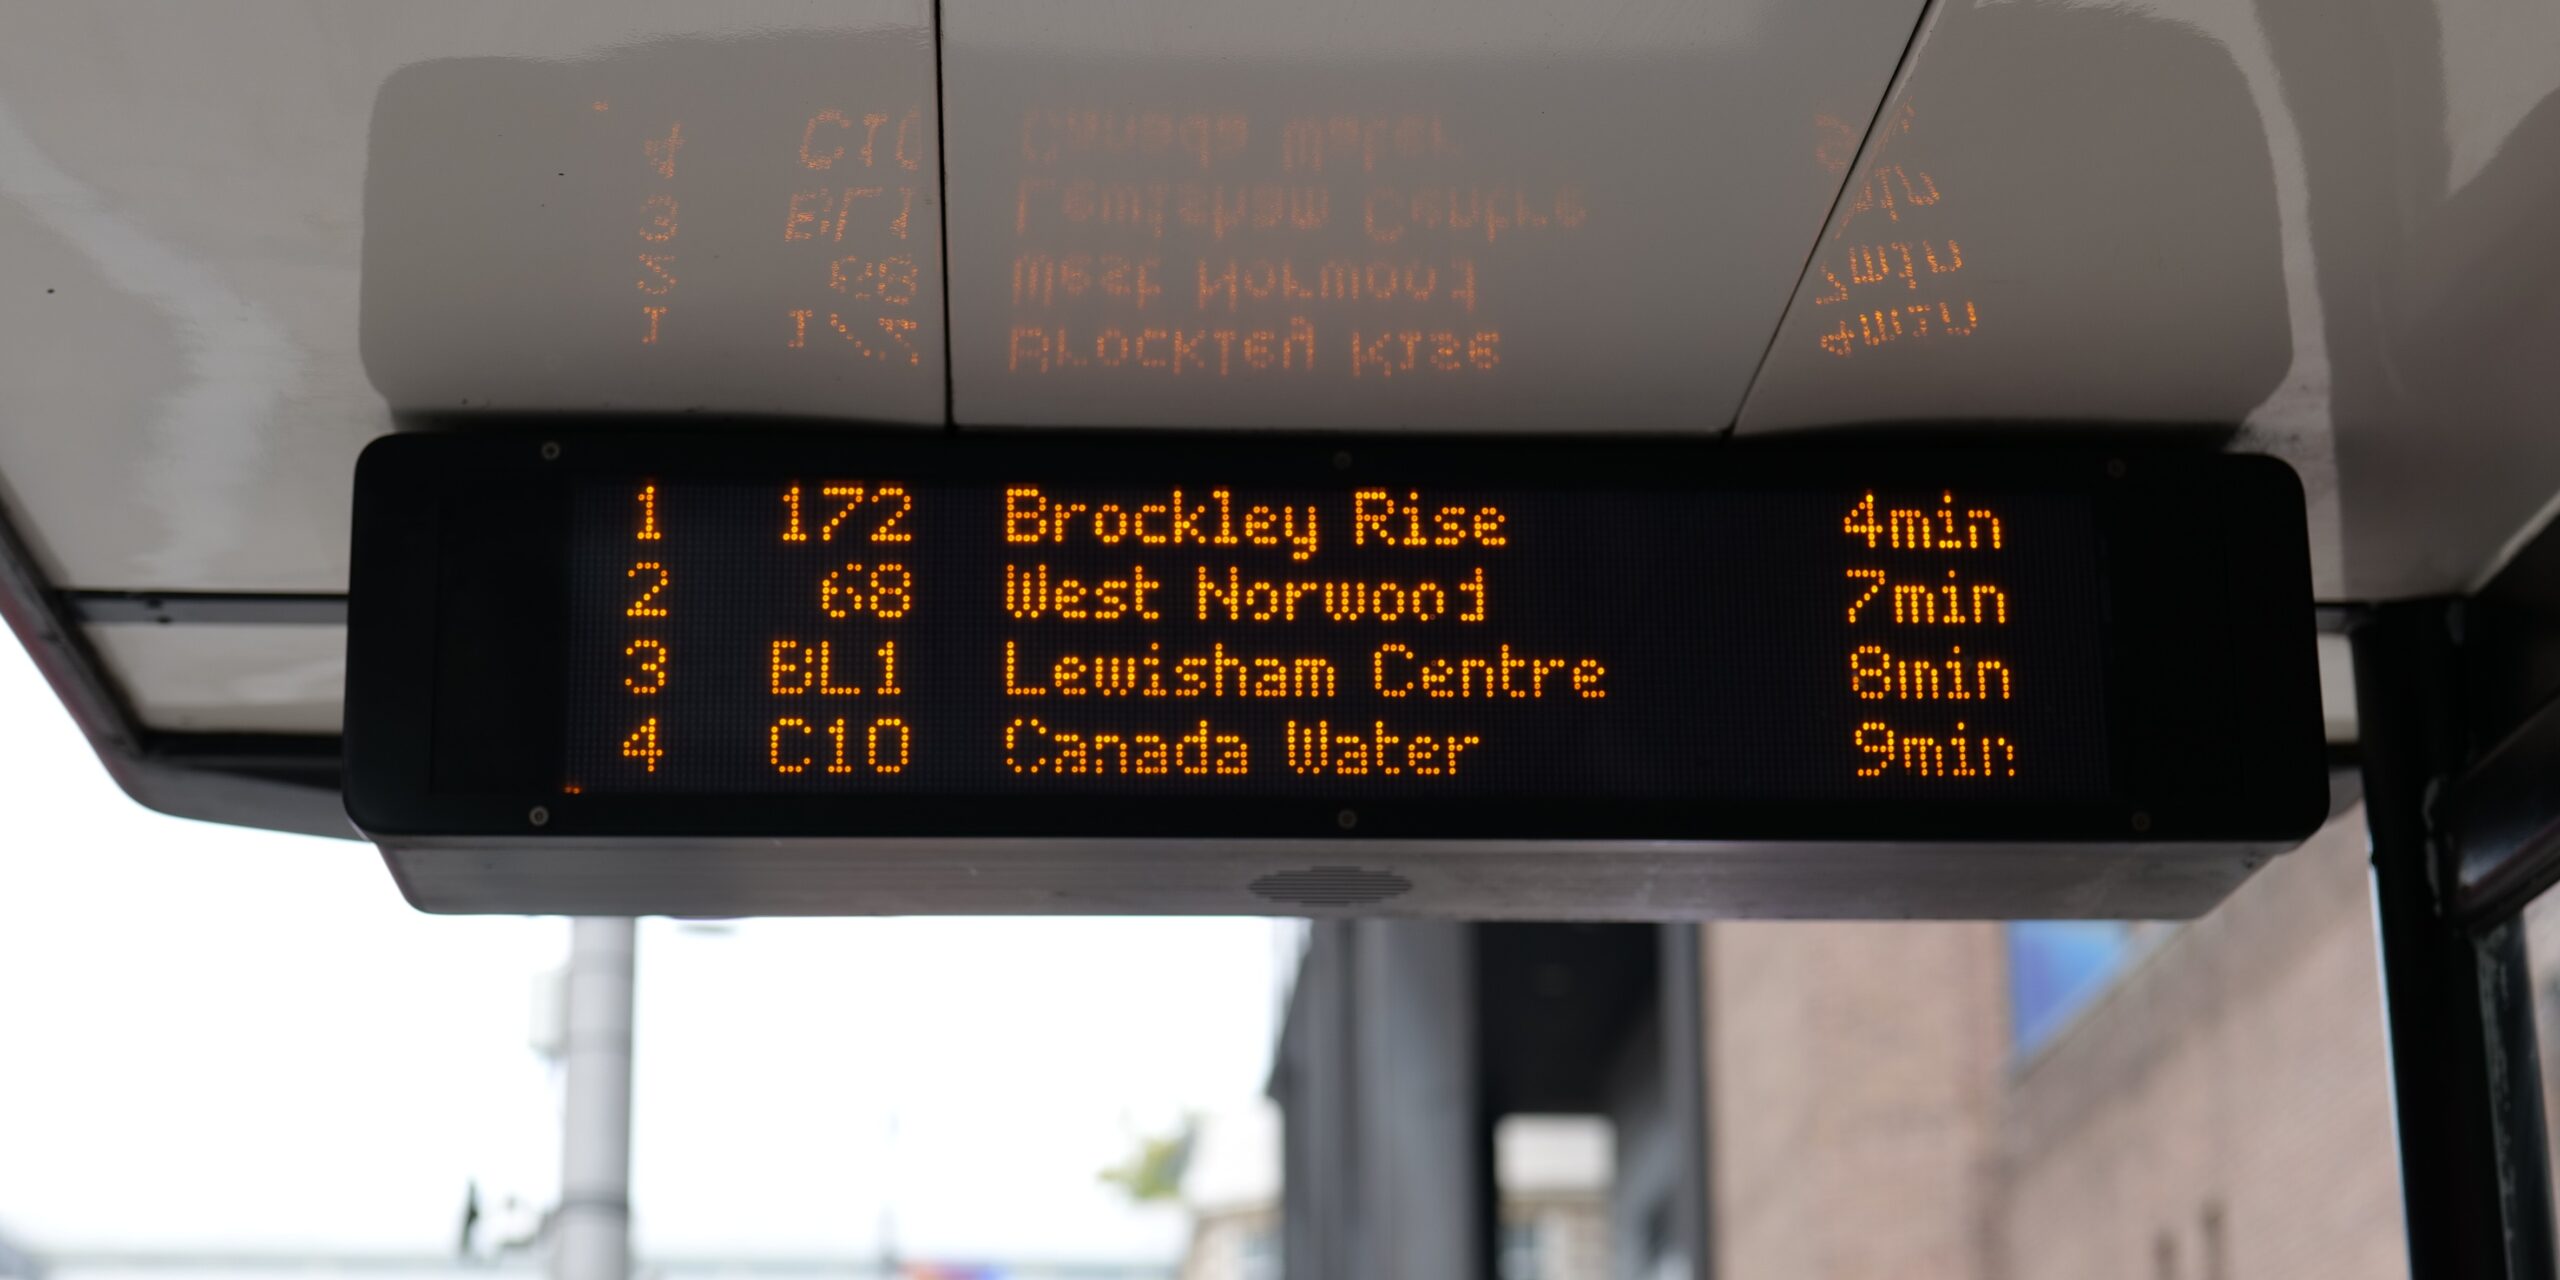 1 172 Brockley Rise 4min
2 68 West Norwood 7min
3 BL1 Lewisham Centre 8min
4 C10 Canada Water 9min